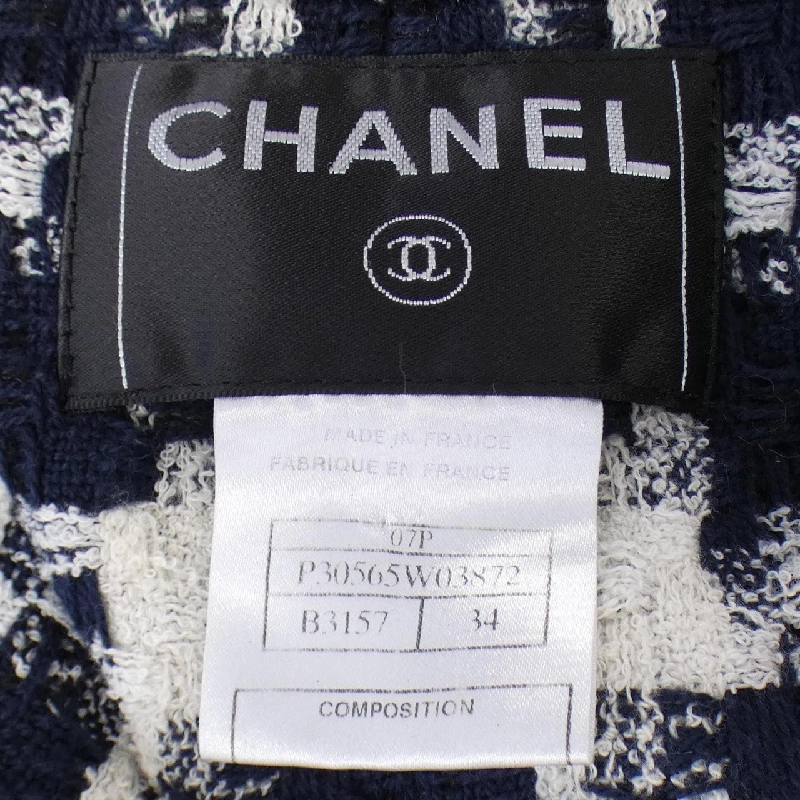 CHANEL
MADE IN FRANCE
FABRIQUE EN FRANCE
07P
P30565W03872
B3157 34
COMPOSITION